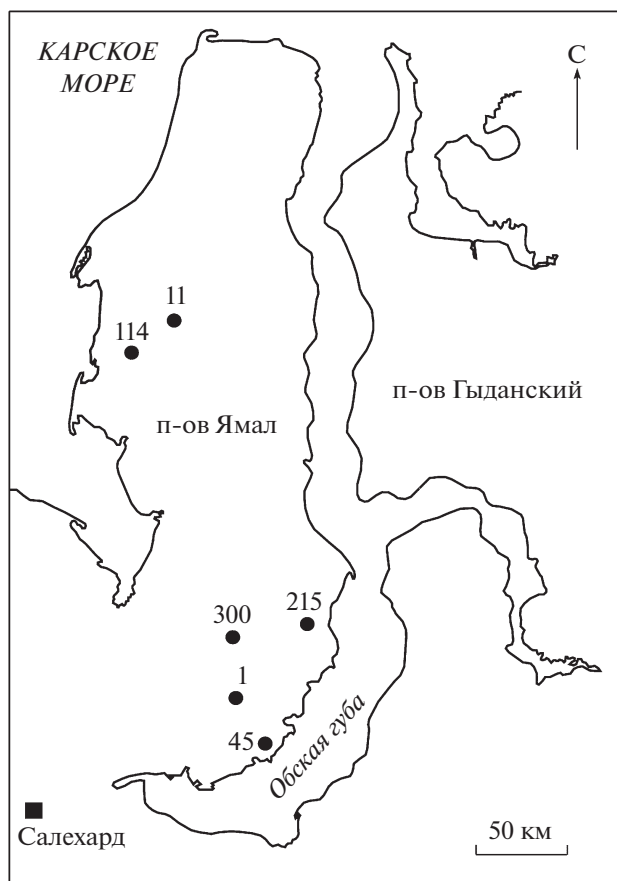 КАРСКОЕ
МОРЕ
С
11
114
п-ов Гыданский
п-ов Ямал
215
300
1
45
Обская губа
Салехард
50 км